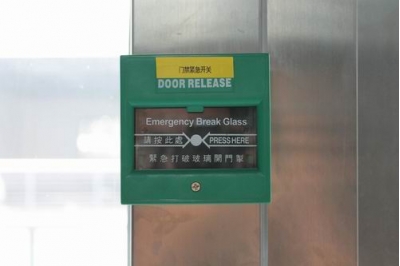 门禁紧急开关
DOOR RELEASE
Emergency Break Glass
請按此處 PRESS HERE
緊急打破玻璃開門製